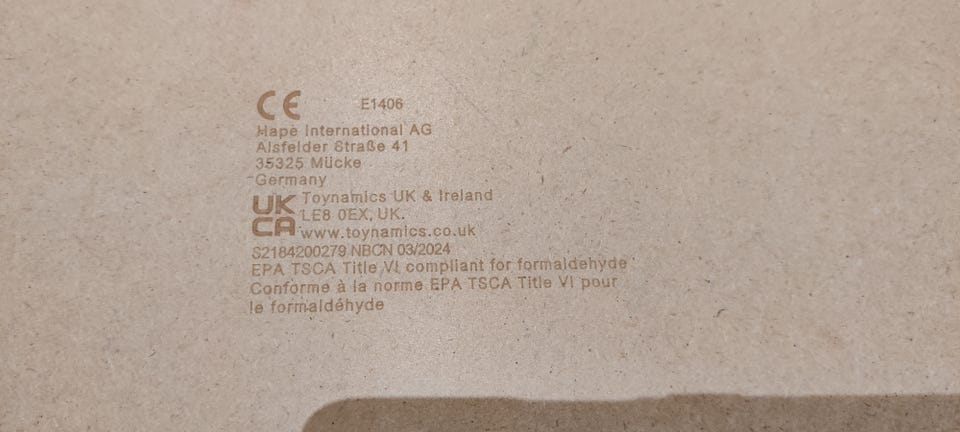 CE E1406
Hape International AG
Alsfelder Straße 41
35325 Mücke
Germany
UK
CA
Toynamics UK & Ireland
LE8 0EX, UK.
www.toynamics.co.uk
S2184200279 NBCN 03/2024
EPA TSCA Title VI compliant for formaldehyde
Conforme à la norme EPA TSCA Title VI pour
le formaldéhyde